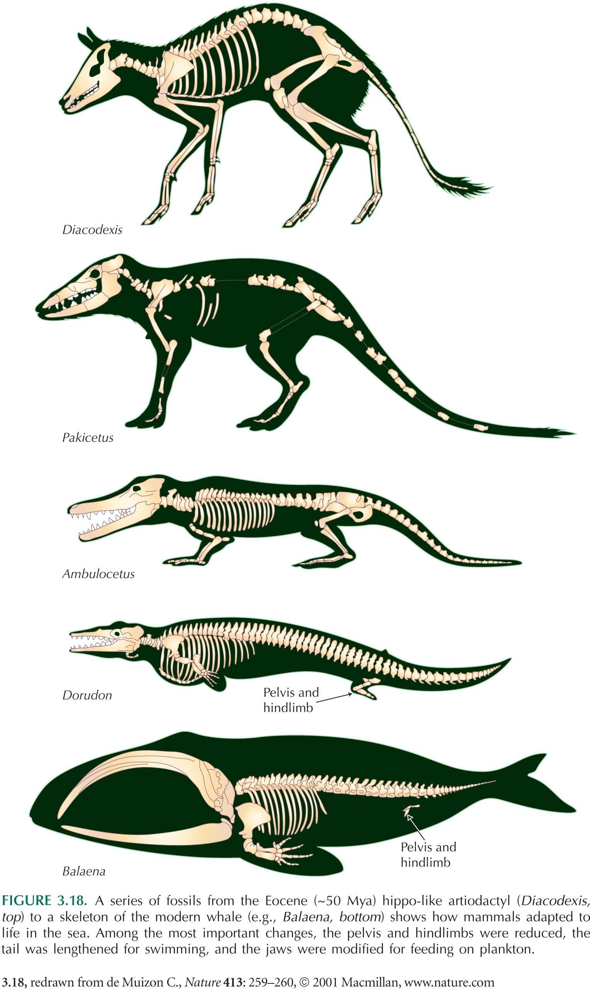 Diacodexis
Pakicetus
Ambulocetus
Dorudon
Pelvis and
hindlimb
Pelvis and
hindlimb
Balaena
FIGURE 3.18. A series of fossils from the Eocene (~50 Mya) hippo-like artiodactyl (Diacodexis,
top) to a skeleton of the modern whale (e.g., Balaena, bottom) shows how mammals adapted to
life in the sea. Among the most important changes, the pelvis and hindlimbs were reduced, the
tail was lengthened for swimming, and the jaws were modified for feeding on plankton.
3.18, redrawn from de Muizon C., Nature 413: 259–260, © 2001 Macmillan, www.nature.com